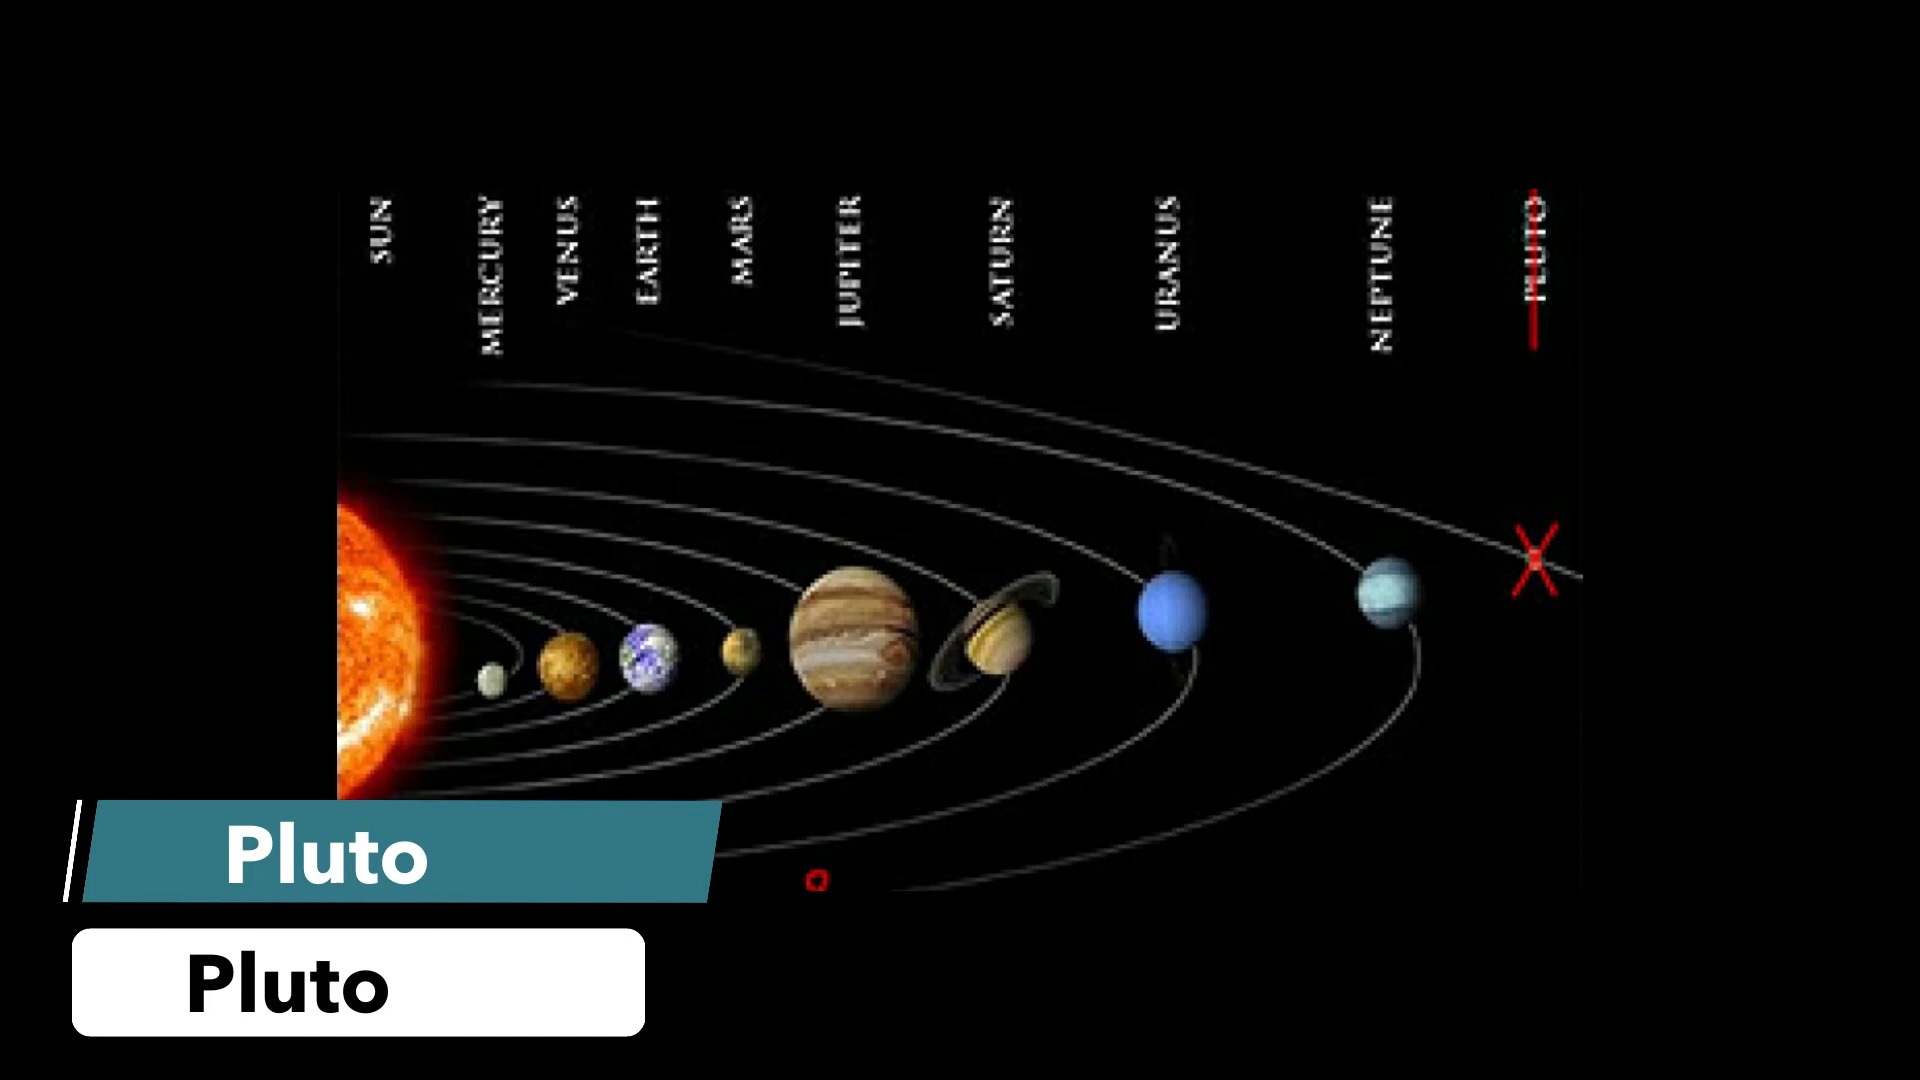 SUN
MERCURY
VENUS
EARTH
MARS
JUPITER
SATURN
URANUS
NEPTUNE
PLUTO
Pluto
Pluto